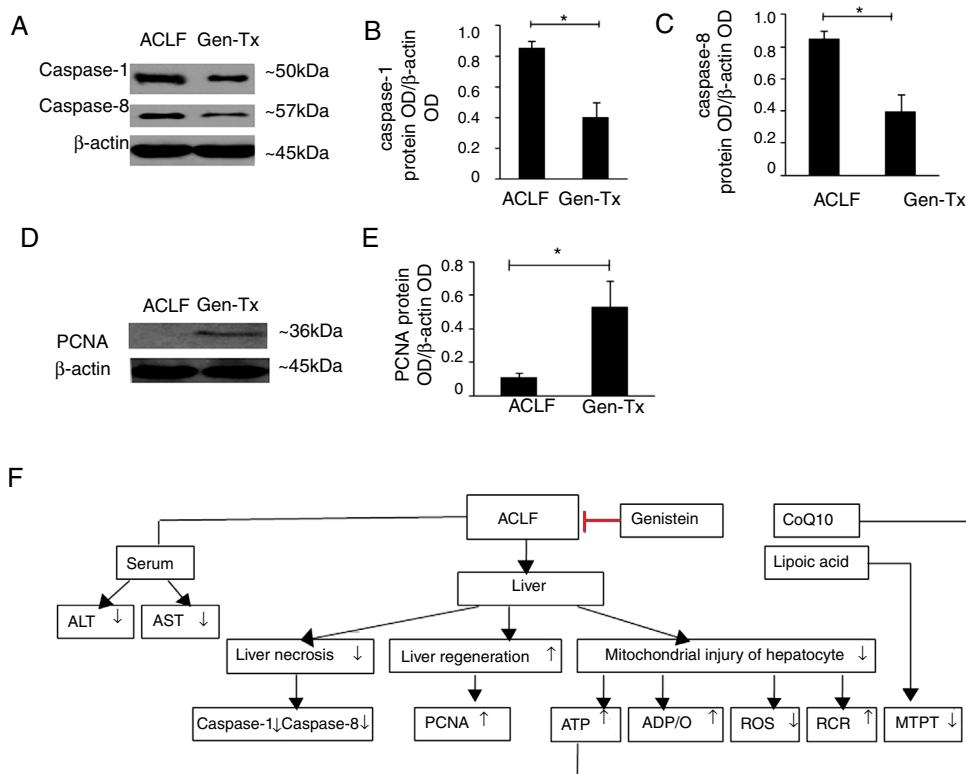 A
ACLF Gen-Tx
Caspase-1 ~50kDa
Caspase-8 ~57kDa
β-actin ~45kDa
B
*
caspase-1
protein OD/β-actin
OD
1
0.8
0.6
0.4
0.2
0
ACLF Gen-Tx
C
*
caspase-8
protein OD/β-actin OD
1.0
0.8
0.6
0.4
0.2
0
ACLF Gen-Tx
D
ACLF Gen-Tx
PCNA ~36kDa
β-actin ~45kDa
E
*
PCNA protein
OD/β-actin OD
0.8
0.6
0.4
0.2
0
ACLF Gen-Tx
F
ACLF
Genistein
CoQ10
Lipoic acid
Serum
Liver
ALT ↓
AST ↓
Liver necrosis ↓
Liver regeneration ↑
Mitochondrial injury of hepatocyte ↓
Caspase-1↓Caspase-8↓
PCNA ↑
ATP ↑
ADP/O ↑
ROS ↓
RCR ↑
MTPT ↓